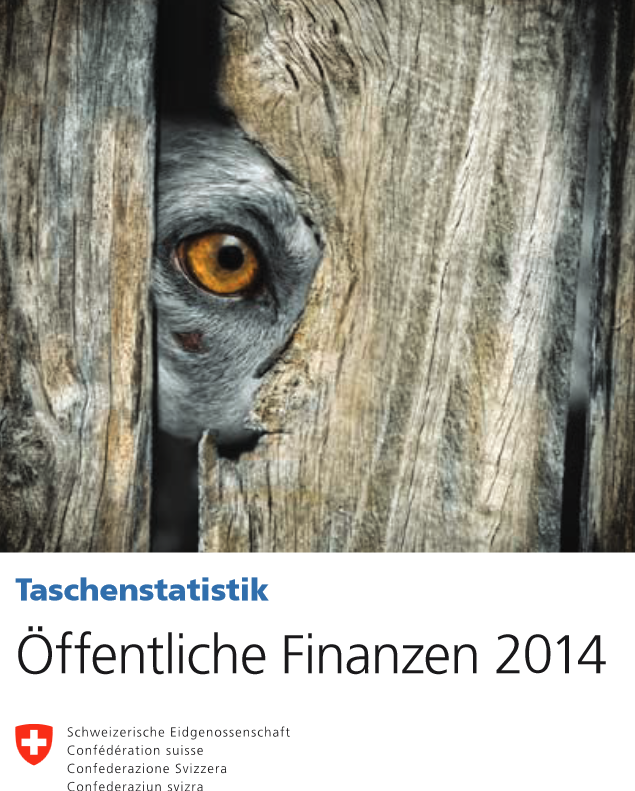 Taschenstatistik
Öffentliche Finanzen 2014
Schweizerische Eidgenossenschaft
Confédération suisse
Confederazione Svizzera
Confederaziun svizra